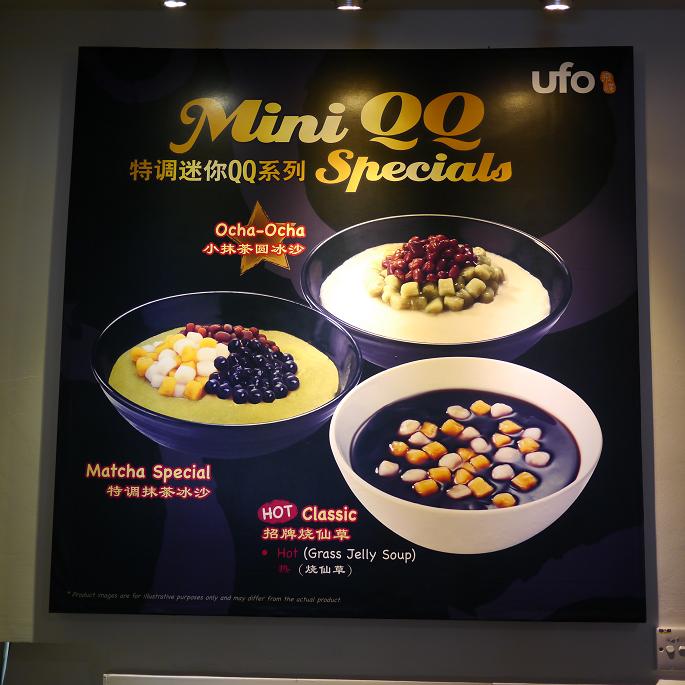 ufo
Mini QQ
特调迷你QQ系列 Specials
Ocha-Ocha
小抹茶圆冰沙
Matcha Special
特调抹茶冰沙
HOT Classic
招牌烧仙草
• Hot (Grass Jelly Soup)
热 (烧仙草)
* Product images are for illustrative purposes only and may differ from the actual product.